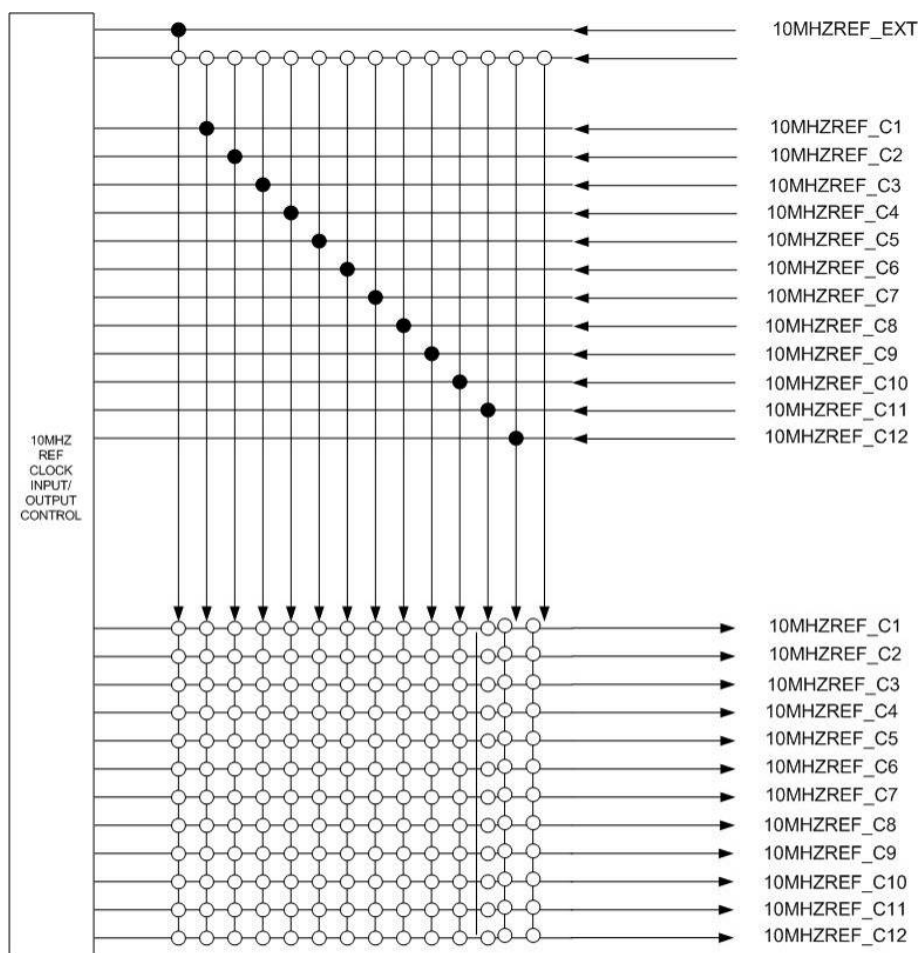 10MHZREF_EXT
10MHZREF_C1
10MHZREF_C2
10MHZREF_C3
10MHZREF_C4
10MHZREF_C5
10MHZREF_C6
10MHZREF_C7
10MHZREF_C8
10MHZREF_C9
10MHZREF_C10
10MHZREF_C11
10MHZREF_C12
10MHZ
REF
CLOCK
INPUT/
OUTPUT
CONTROL
10MHZREF_C1
10MHZREF_C2
10MHZREF_C3
10MHZREF_C4
10MHZREF_C5
10MHZREF_C6
10MHZREF_C7
10MHZREF_C8
10MHZREF_C9
10MHZREF_C10
10MHZREF_C11
10MHZREF_C12